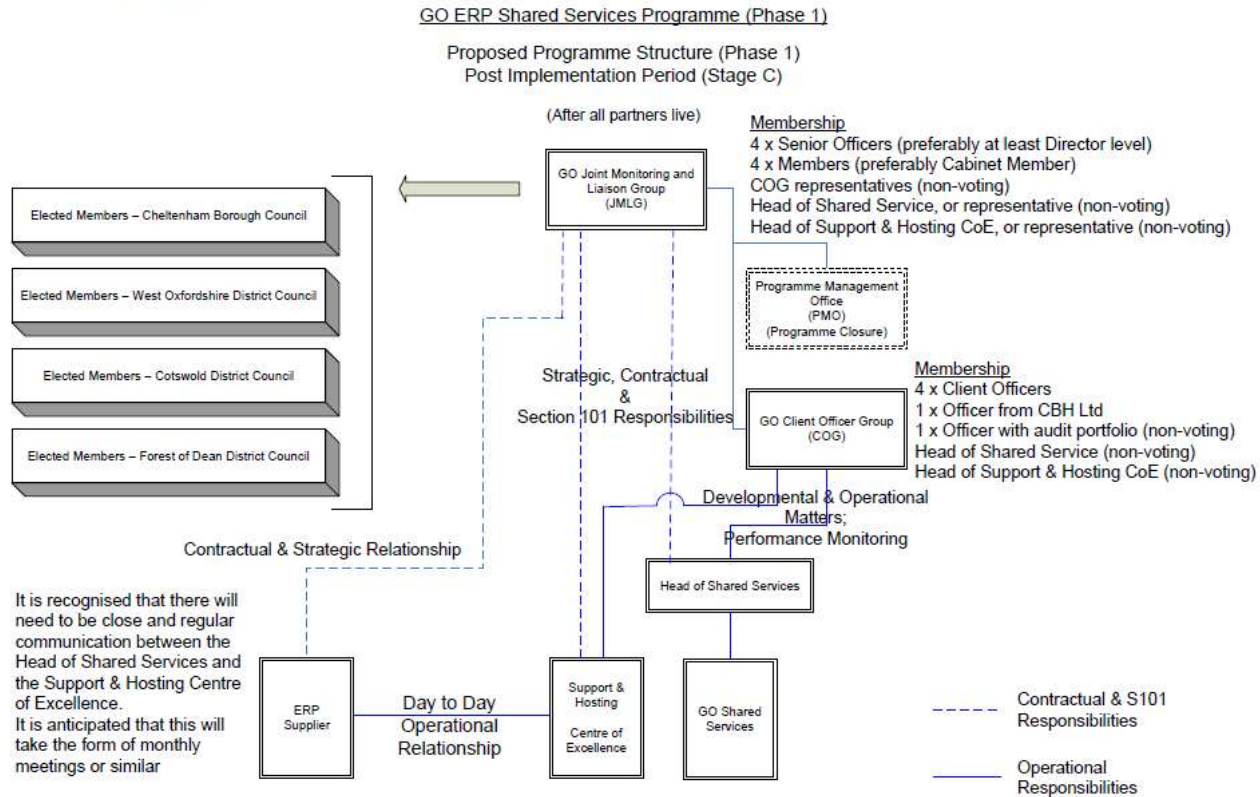 GO ERP Shared Services Programme (Phase 1)
Proposed Programme Structure (Phase 1)
Post Implementation Period (Stage C)
(After all partners live)
Membership
4 x Senior Officers (preferably at least Director level)
4 x Members (preferably Cabinet Member)
COG representatives (non-voting)
Head of Shared Service, or representative (non-voting)
Head of Support & Hosting CoE, or representative (non-voting)
GO Joint Monitoring and
Liaison Group
(JMLG)
Elected Members – Cheltenham Borough Council
Elected Members – West Oxfordshire District Council
Elected Members – Cotswold District Council
Elected Members – Forest of Dean District Council
Programme Management
Office
(PMO)
(Programme Closure)
Strategic, Contractual
&
Section 101 Responsibilities
Membership
4 x Client Officers
1 x Officer from CBH Ltd
1 x Officer with audit portfolio (non-voting)
Head of Shared Service (non-voting)
Head of Support & Hosting CoE (non-voting)
GO Client Officer Group
(COG)
Developmental & Operational
Matters;
Performance Monitoring
Contractual & Strategic Relationship
Head of Shared Services
It is recognised that there will
need to be close and regular
communication between the
Head of Shared Services and
the Support & Hosting Centre
of Excellence.
It is anticipated that this will
take the form of monthly
meetings or similar
ERP
Supplier
Day to Day
Operational
Relationship
Support &
Hosting
Centre of
Excellence
GO Shared
Services
Contractual & S101
Responsibilities
Operational
Responsibilities